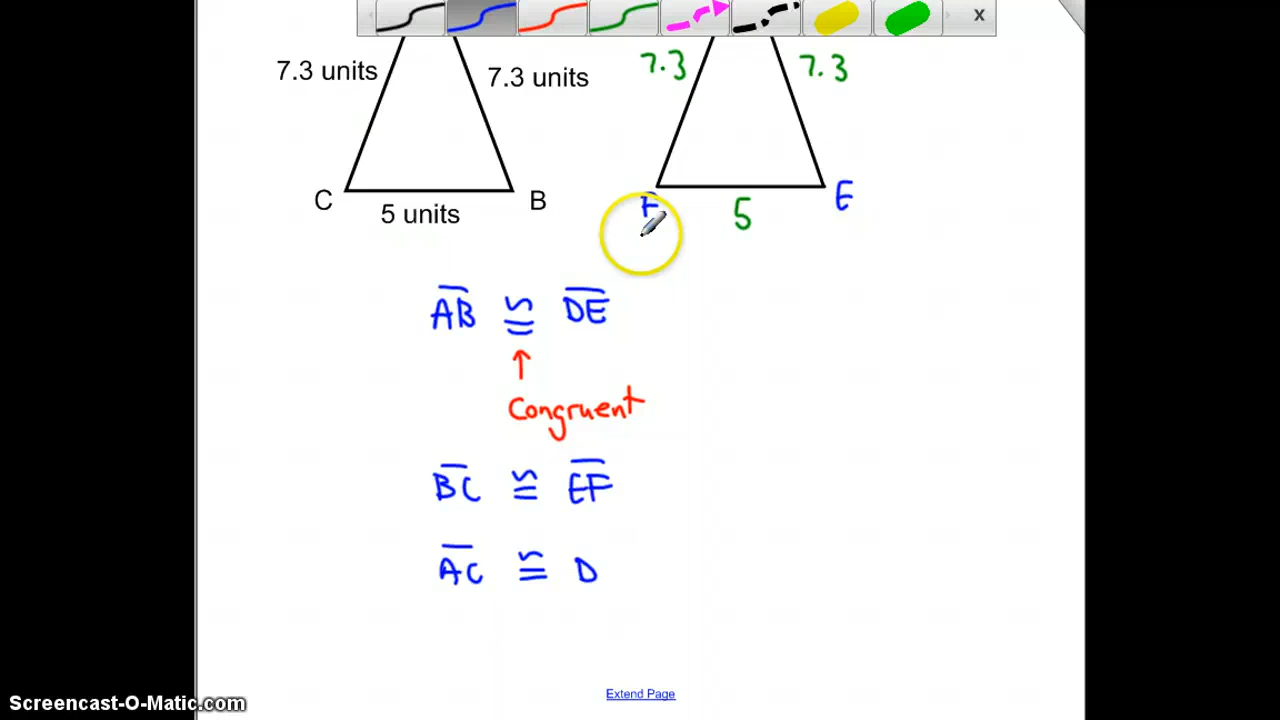 x
7.3 units
7.3 units
7.3
7.3
C
B
5 units
F
E
5
AB ≅ DE
Congruent
BC ≅ EF
AC ≅ D
Extend Page
Screencast-O-Matic.com